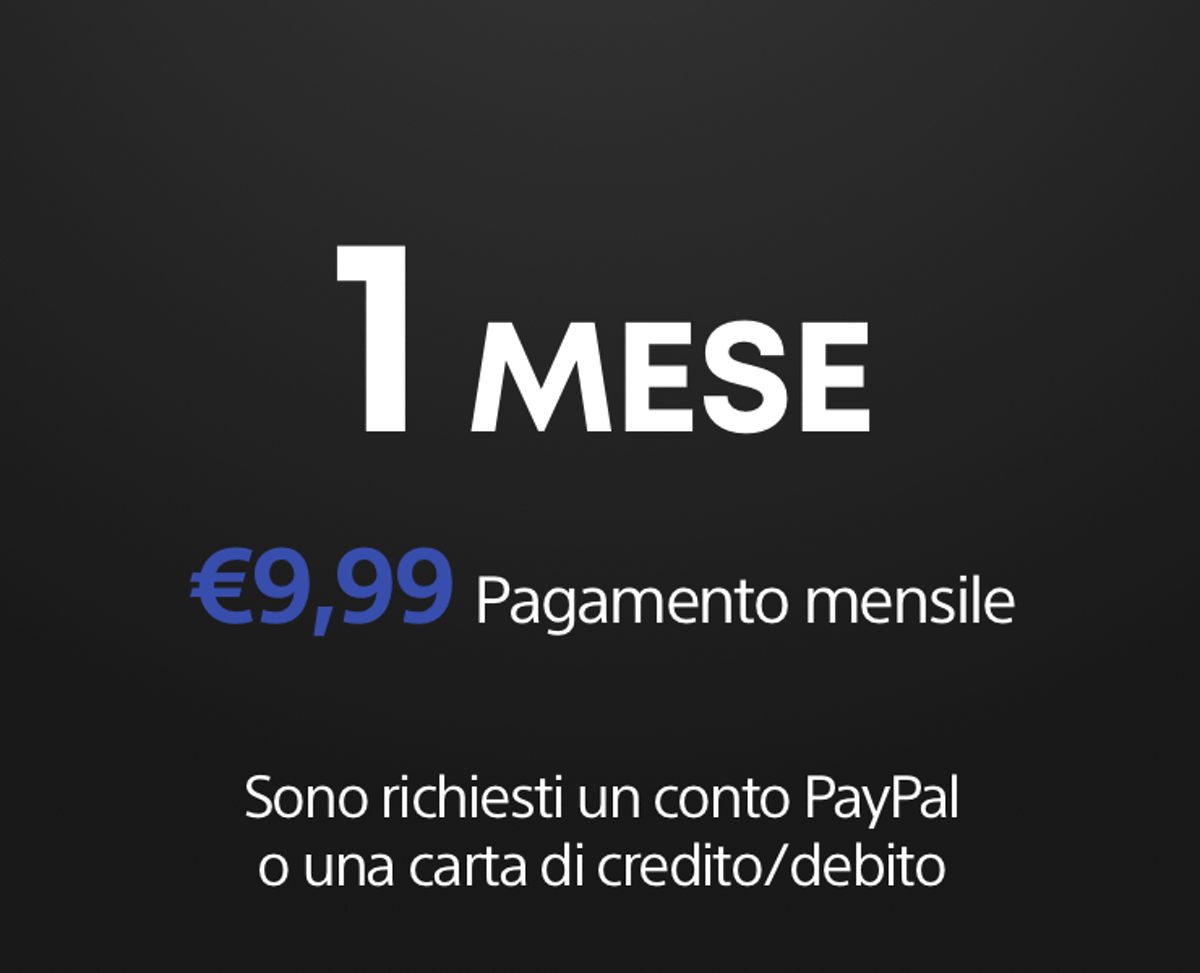 1 MESE
€9,99 Pagamento mensile
Sono richiesti un conto PayPal
o una carta di credito/debito